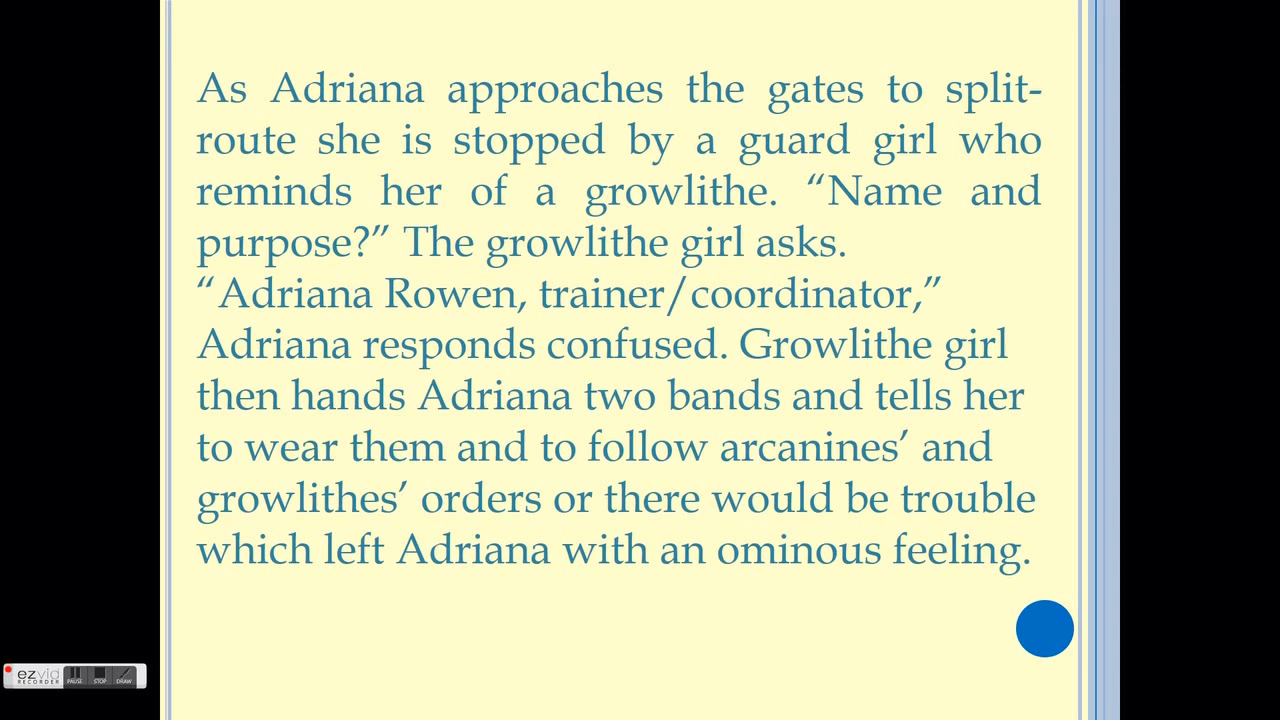 As Adriana approaches the gates to split-
route she is stopped by a guard girl who
reminds her of a growlithe. “Name and
purpose?” The growlithe girl asks.
“Adriana Rowen, trainer/coordinator,”
Adriana responds confused. Growlithe girl
then hands Adriana two bands and tells her
to wear them and to follow arcanines’ and
growlithes’ orders or there would be trouble
which left Adriana with an ominous feeling.
ezvid
RECORDER
PAUSE STOP DRAW